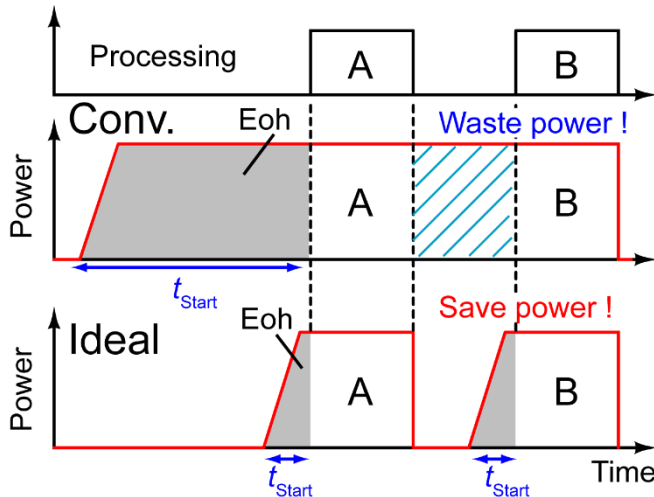 Processing
A
B
Conv.
Eoh
Waste power !
Power
A
B
tStart
Ideal
Eoh
Save power !
Power
A
B
tStart
tStart
Time